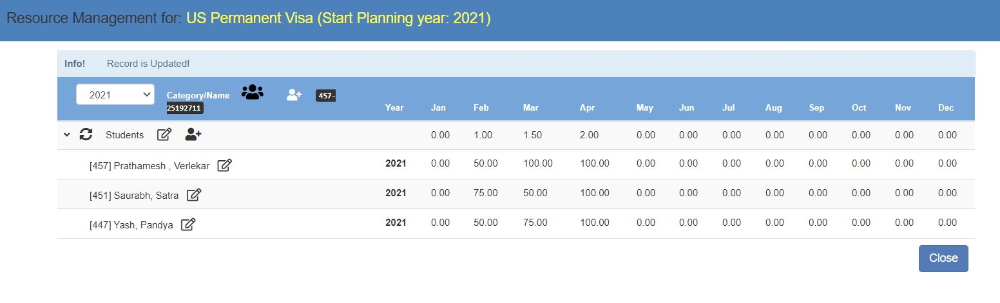 Resource Management for: US Permanent Visa (Start Planning year: 2021)
Info! Record is Updated!
2021 Category/Name 457-
25192711 Year Jan Feb Mar Apr May Jun Jul Aug Sep Oct Nov Dec
Students 0.00 1.00 1.50 2.00 0.00 0.00 0.00 0.00 0.00 0.00 0.00 0.00
[457] Prathamesh , Verlekar 2021 0.00 50.00 100.00 100.00 0.00 0.00 0.00 0.00 0.00 0.00 0.00 0.00
[451] Saurabh, Satra 2021 0.00 75.00 50.00 100.00 0.00 0.00 0.00 0.00 0.00 0.00 0.00 0.00
[447] Yash, Pandya 2021 0.00 50.00 75.00 100.00 0.00 0.00 0.00 0.00 0.00 0.00 0.00 0.00
Close